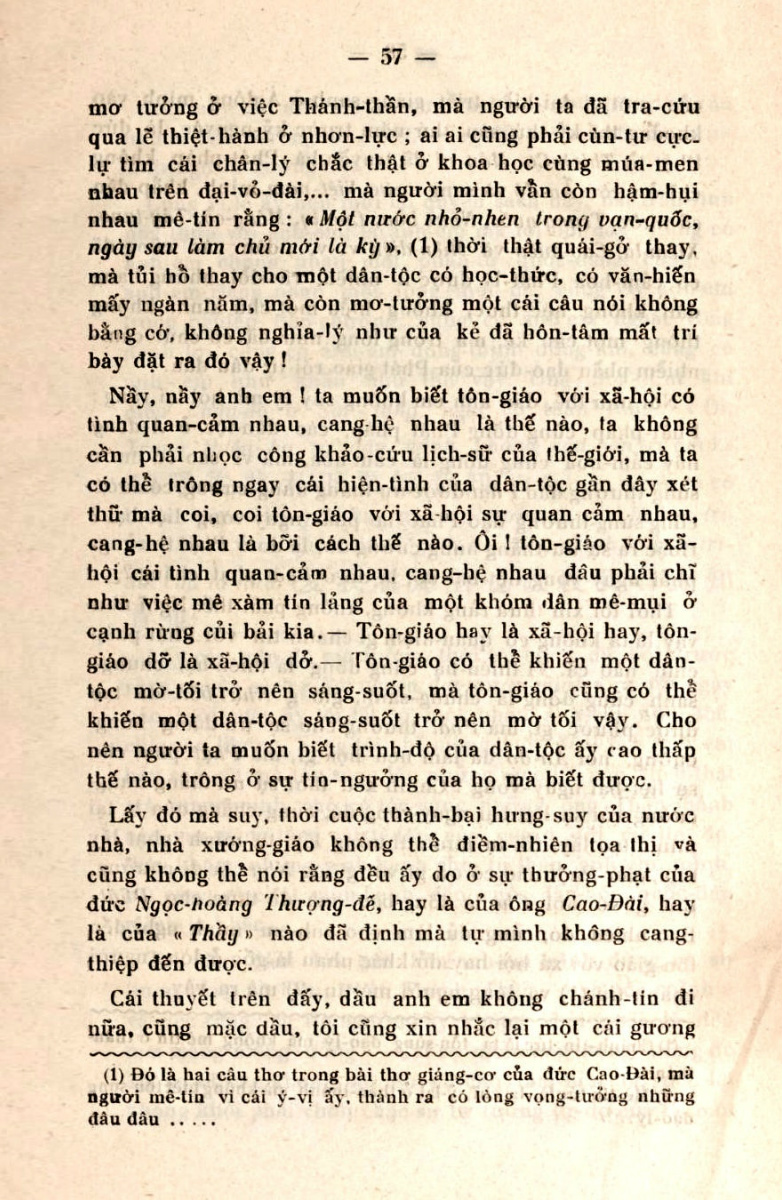 — 57 —
mơ tưởng ở việc Thánh-thần, mà người ta đã tra-cứu
qua lẽ thiệt-hành ở nhơn-lực ; ai ai cũng phải cùn-tư cực-
lự tìm cái chân-lý chắc thật ở khoa học cùng múa-men
nhau trên đại-vỏ-đài,... mà người mình vẫn còn hậm-hụi
nhau mê-tín rằng : « Một nước nhỏ-nhen trong vạn-quốc,
ngày sau làm chủ mới là kỳ », (1) thời thật quái-gở thay,
mà tủi hổ thay cho một dân-tộc có học-thức, có văn-hiến
mấy ngàn năm, mà còn mơ-tưởng một cái câu nói không
bằng cớ, không nghỉa-lý như của kẻ đã hôn-tâm mất trí
bày đặt ra đó vậy !
Nầy, nầy anh em ! ta muốn biết tôn-giáo với xã-hội có
tình quan-cảm nhau, cang-hệ nhau là thế nào, ta không
cần phải nhọc công khảo-cứu lịch-sữ của thế-giới, mà ta
có thể trông ngay cái hiện-tình của dân-tộc gần đây xét
thữ mà coi, coi tôn-giáo với xã-hội sự quan cảm nhau,
cang-hệ nhau là bỡi cách thế nào. Ôi ! tôn-giáo với xã-
hội cái tình quan-cảm nhau, cang-hệ nhau đâu phải chĩ
như việc mê xàm tín lảng của một khóm dân mê-mụi ở
cạnh rừng củi bải kia.— Tôn-giáo hay là xã-hội hay, tôn-
giáo dỡ là xã-hội dở.— Tôn-giáo có thể khiến một dân-
tộc mờ-tối trở nên sáng-suốt, mà tôn-giáo cũng có thể
khiến một dân-tộc sáng-suốt trở nên mờ tối vậy. Cho
nên người ta muốn biết trình-độ của dân-tộc ấy cao thấp
thế nào, trông ở sự tín-ngưởng của họ mà biết được.
Lấy đó mà suy, thời cuộc thành-bại hưng-suy của nước
nhà, nhà xướng-giáo không thể điềm-nhiên tọa thị và
cũng không thể nói rằng đều ấy do ở sự thưởng-phạt của
đức Ngọc-hoàng Thượng-đế, hay là của ông Cao-Đài, hay
là của « Thầy » nào đã định mà tự mình không cang-
thiệp đến được.
Cái thuyết trên đấy, dầu anh em không chánh-tín đi
nữa, cũng mặc dầu, tôi cũng xin nhắc lại một cái gương
(1) Đó là hai câu thơ trong bài thơ giáng-cơ của đức Cao-Đài, mà
người mê-tín vì cái ý-vị ấy, thành ra có lòng vọng-tưởng những
đâu đâu . . . . .